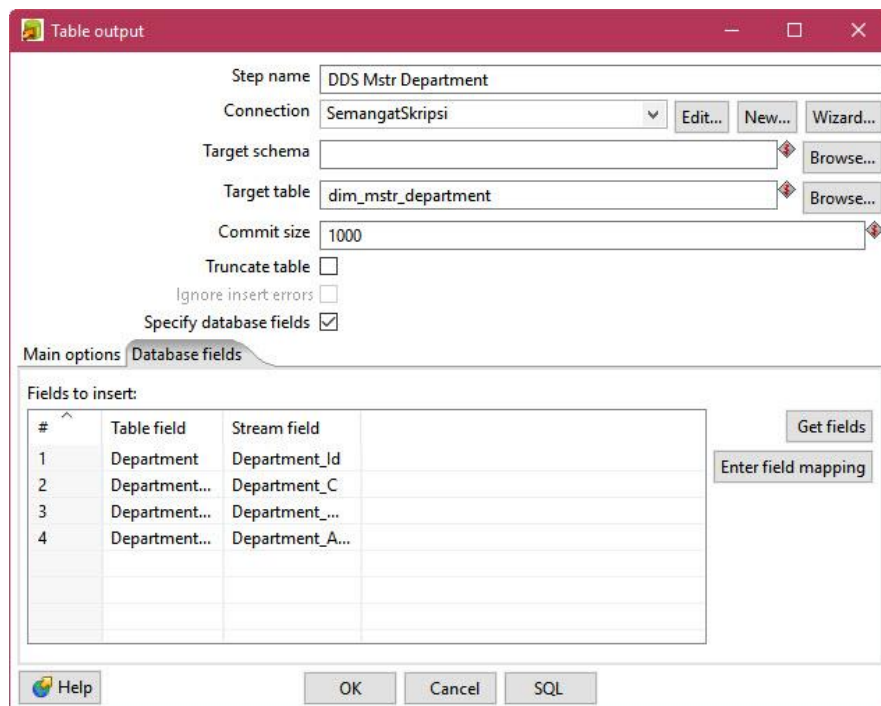 Table output
Step name DDS Mstr Department
Connection SemangatSkripsi Edit... New... Wizard...
Target schema Browse...
Target table dim_mstr_department Browse...
Commit size 1000
Truncate table
Ignore insert errors
Specify database fields
Main options Database fields
Fields to insert:
# Table field Stream field
Get fields
1 Department Department_Id
Enter field mapping
2 Department... Department_C
3 Department... Department_...
4 Department... Department_A...
Help OK Cancel SQL